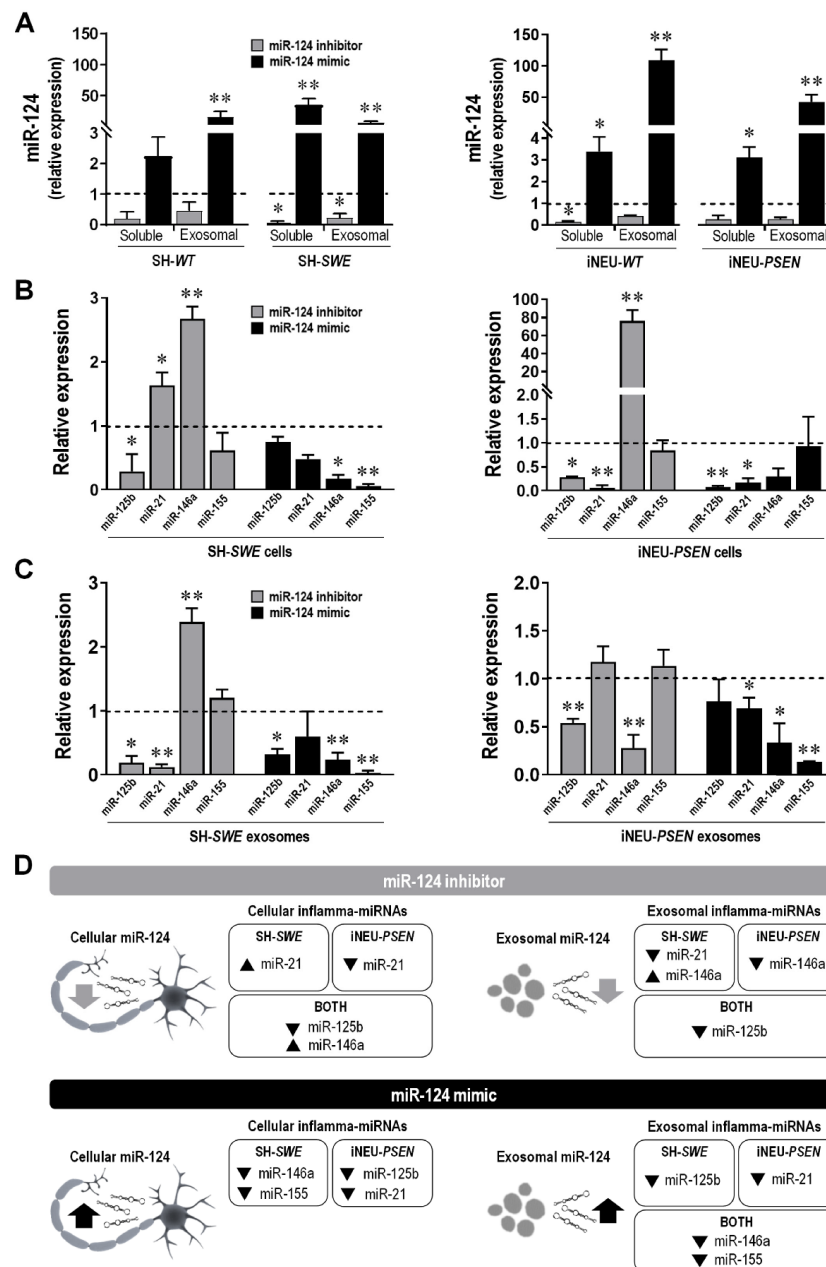 A
miR-124
(relative expression)
150
100
50
3
2
1
0
miR-124 inhibitor
miR-124 mimic
**
**
**
*
*
Soluble Exosomal Soluble Exosomal
SH-WT SH-SWE
miR-124
(relative expression)
150
100
50
4
3
2
1
0
**
**
*
*
*
Soluble Exosomal Soluble Exosomal
iNEU-WT iNEU-PSEN
B
Relative expression
3
2
1
0
miR-124 inhibitor
miR-124 mimic
* * ** * **
miR-125b miR-21 miR-146a miR-155 miR-125b miR-21 miR-146a miR-155
SH-SWE cells
Relative expression
100
80
60
40
20
2.0
1.5
1.0
0.5
0.0
* ** ** ** *
miR-125b miR-21 miR-146a miR-155 miR-125b miR-21 miR-146a miR-155
iNEU-PSEN cells
C
Relative expression
3
2
1
0
miR-124 inhibitor
miR-124 mimic
* ** ** * ** **
miR-125b miR-21 miR-146a miR-155 miR-125b miR-21 miR-146a miR-155
SH-SWE exosomes
Relative expression
2.0
1.5
1.0
0.5
0.0
** ** * * **
miR-125b miR-21 miR-146a miR-155 miR-125b miR-21 miR-146a miR-155
iNEU-PSEN exosomes
D
miR-124 inhibitor
Cellular miR-124
Cellular inflamma-miRNAs
SH-SWE
▲ miR-21
iNEU-PSEN
▼ miR-21
BOTH
▼ miR-125b
▲ miR-146a
Exosomal miR-124
Exosomal inflamma-miRNAs
SH-SWE
▼ miR-21
▲ miR-146a
iNEU-PSEN
▼ miR-146a
BOTH
▼ miR-125b
miR-124 mimic
Cellular miR-124
Cellular inflamma-miRNAs
SH-SWE
▼ miR-146a
▼ miR-155
iNEU-PSEN
▼ miR-125b
▼ miR-21
Exosomal miR-124
Exosomal inflamma-miRNAs
SH-SWE
▼ miR-125b
iNEU-PSEN
▼ miR-21
BOTH
▼ miR-146a
▼ miR-155